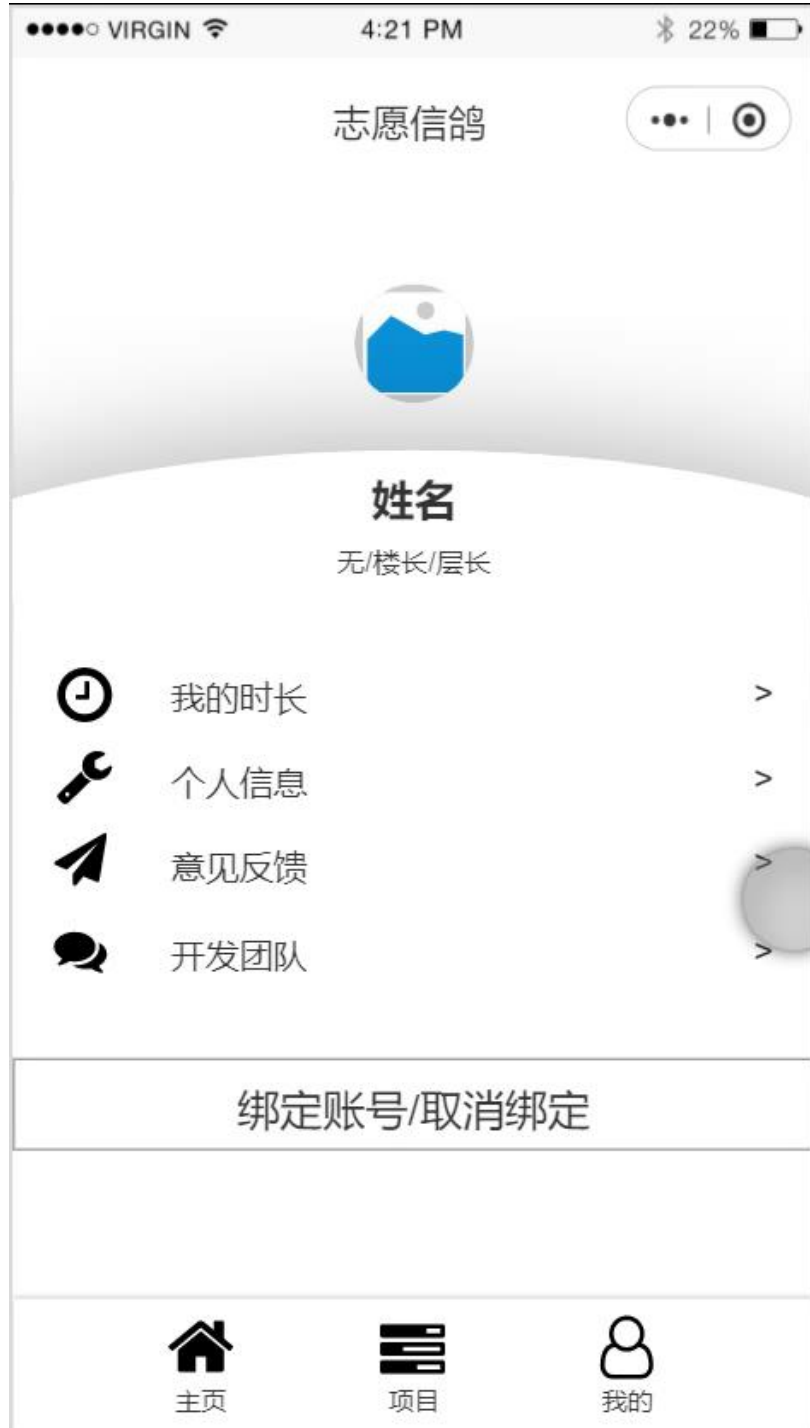 VIRGIN 4:21 PM 22%
志愿信鸽
姓名
无/楼长/层长
我的时长 >
个人信息 >
意见反馈 >
开发团队 >
绑定账号/取消绑定
主页 项目 我的